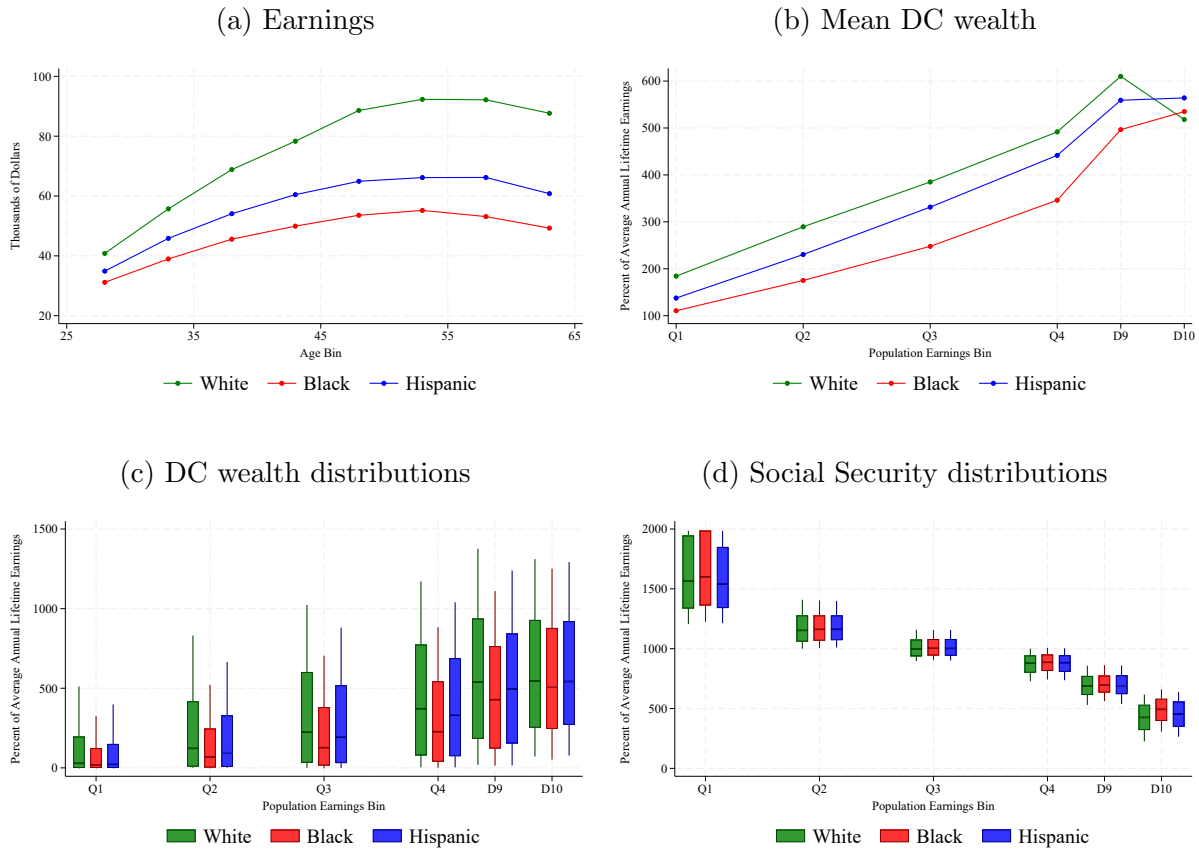 (a) Earnings
Thousands of Dollars
100
80
60
40
20
25
35
45
55
65
Age Bin
White
Black
Hispanic
(b) Mean DC wealth
Percent of Average Annual Lifetime Earnings
600
500
400
300
200
100
Q1
Q2
Q3
Q4
D9
D10
Population Earnings Bin
White
Black
Hispanic
(c) DC wealth distributions
Percent of Average Annual Lifetime Earnings
1500
1000
500
0
Q1
Q2
Q3
Q4
D9
D10
Population Earnings Bin
White
Black
Hispanic
(d) Social Security distributions
Percent of Average Annual Lifetime Earnings
2000
1500
1000
500
0
Q1
Q2
Q3
Q4
D9
D10
Population Earnings Bin
White
Black
Hispanic